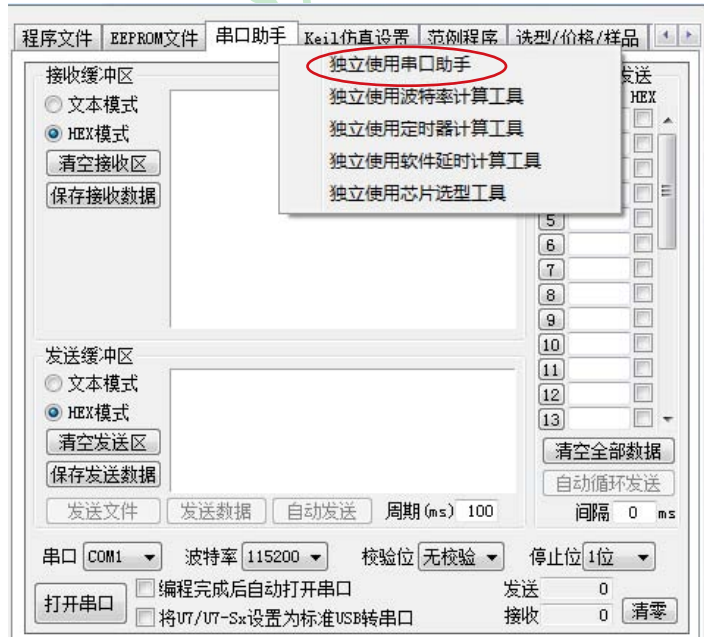 程序文件 EEPROM文件 串口助手 Keil仿真设置 范例程序 选型/价格/样品
独立使用串口助手
独立使用波特率计算工具
独立使用定时器计算工具
独立使用软件延时计算工具
独立使用芯片选型工具
接收缓冲区
文本模式
HEX模式
清空接收区
保存接收数据
发送
HEX
5
6
7
8
9
10
11
12
13
清空全部数据
自动循环发送
间隔 0 ms
发送缓冲区
文本模式
HEX模式
清空发送区
保存发送数据
发送文件 发送数据 自动发送 周期(ms) 100
串口 COM1 波特率 115200 校验位 无校验 停止位 1位
打开串口
编程完成后自动打开串口
将U7/U7-Sx设置为标准USB转串口
发送 0
接收 0
清零